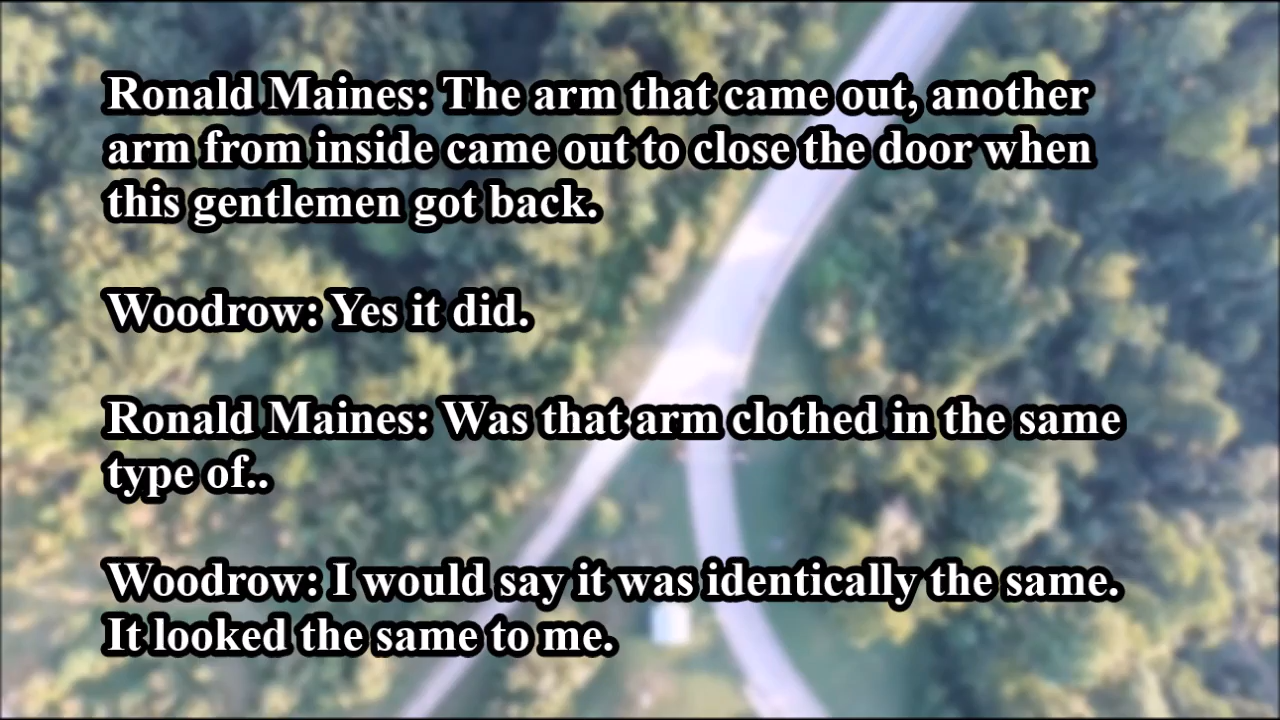 Ronald Maines: The arm that came out, another
arm from inside came out to close the door when
this gentlemen got back.
Woodrow: Yes it did.
Ronald Maines: Was that arm clothed in the same
type of..
Woodrow: I would say it was identically the same.
It looked the same to me.